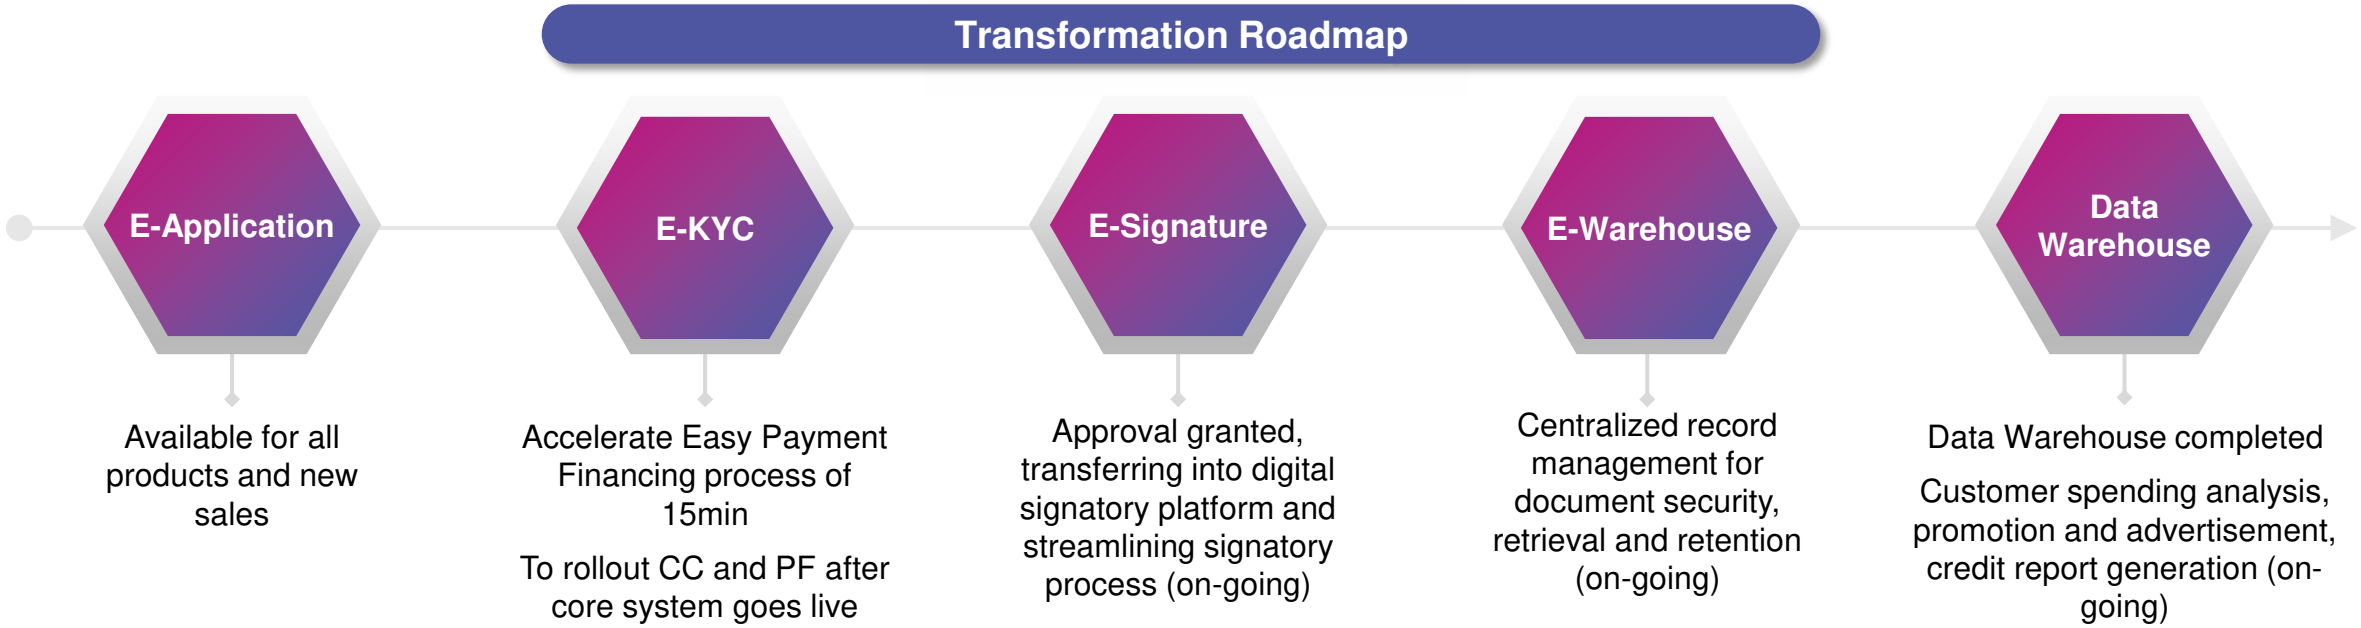 Transformation Roadmap
E-Application
E-KYC
E-Signature
E-Warehouse
Data
Warehouse
Available for all
products and new
sales
Accelerate Easy Payment
Financing process of
15min
To rollout CC and PF after
core system goes live
Approval granted,
transferring into digital
signatory platform and
streamlining signatory
process (on-going)
Centralized record
management for
document security,
retrieval and retention
(on-going)
Data Warehouse completed
Customer spending analysis,
promotion and advertisement,
credit report generation (on-
going)